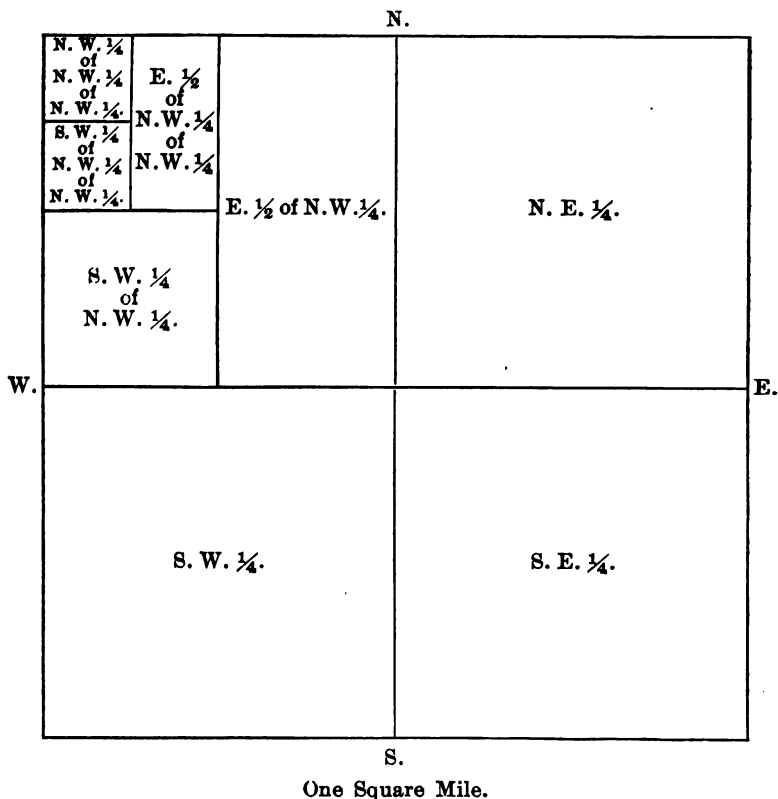 N.
N. W. ¼
of
N. W. ¼
of
N. W. ¼.
S. W. ¼
of
N. W. ¼
of
N. W. ¼.
E. ½
of
N.W. ¼
of
N.W. ¼
E. ½ of N.W. ¼.
N. E. ¼.
S. W. ¼
of
N. W. ¼.
W.
E.
S. W. ¼.
S. E. ¼.
S.
One Square Mile.